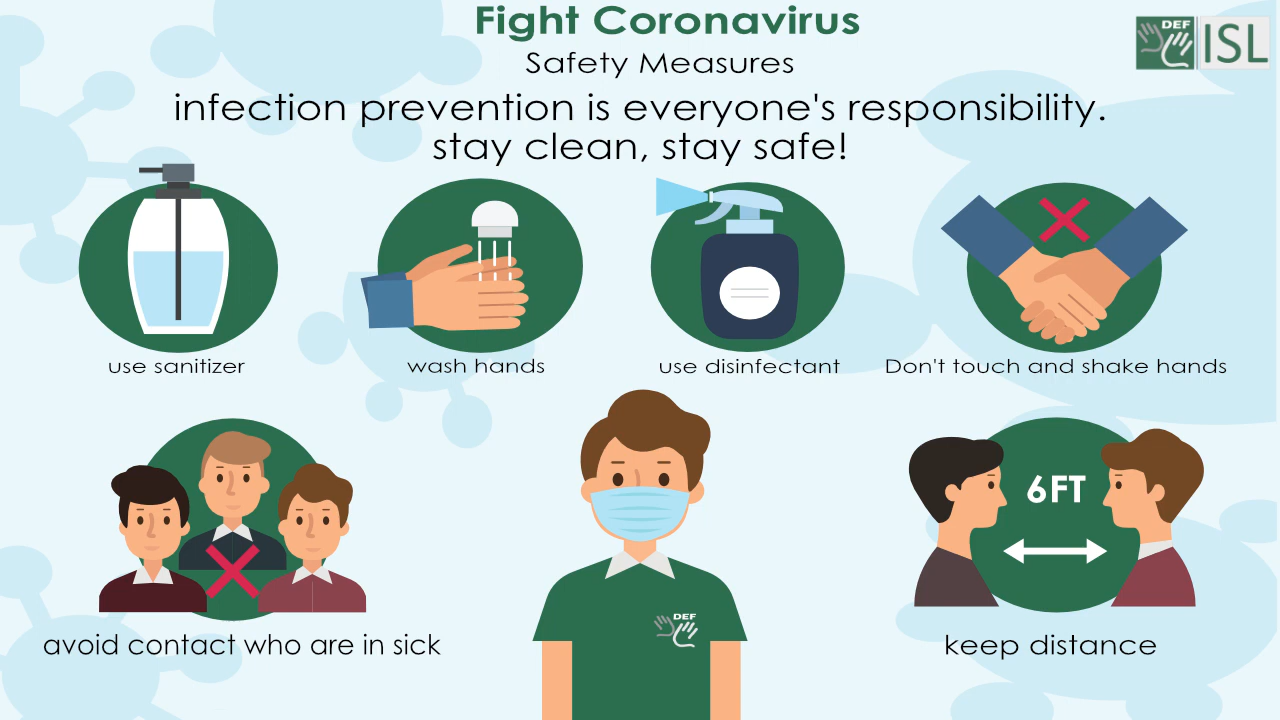 Fight Coronavirus
DEF
ISL
Safety Measures
infection prevention is everyone's responsibility.
stay clean, stay safe!
use sanitizer
wash hands
use disinfectant
Don't touch and shake hands
6FT
DEF
avoid contact who are in sick
keep distance